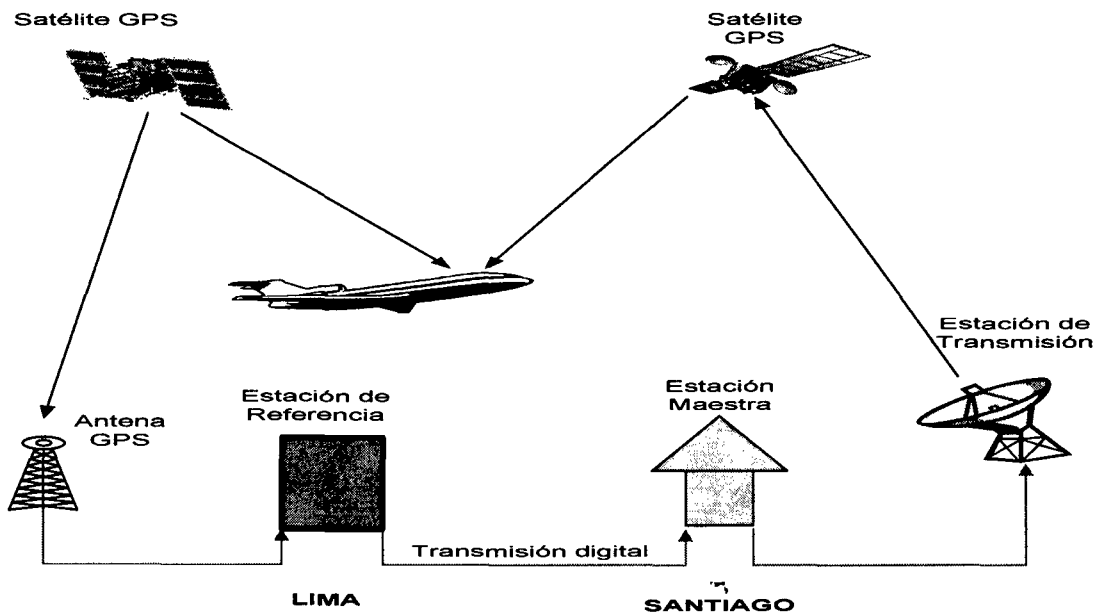 Satélite GPS
Satélite
GPS
Estación de
Transmisión
Antena
GPS
Estación de
Referencia
Estación
Maestra
Transmisión digital
LIMA
SANTIAGO